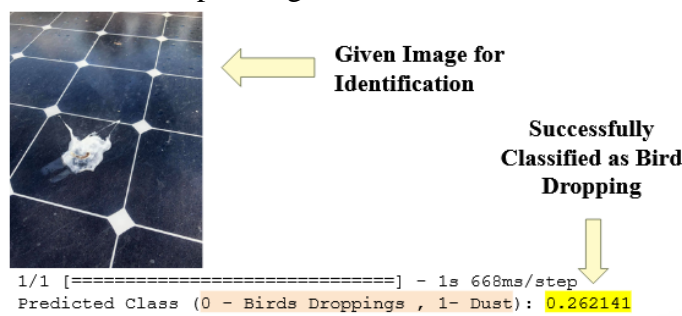 Given Image for
Identification
Successfully
Classified as Bird
Dropping
1/1 [==============================] - 1s 668ms/step
Predicted Class (0 - Birds Droppings , 1- Dust): 0.262141